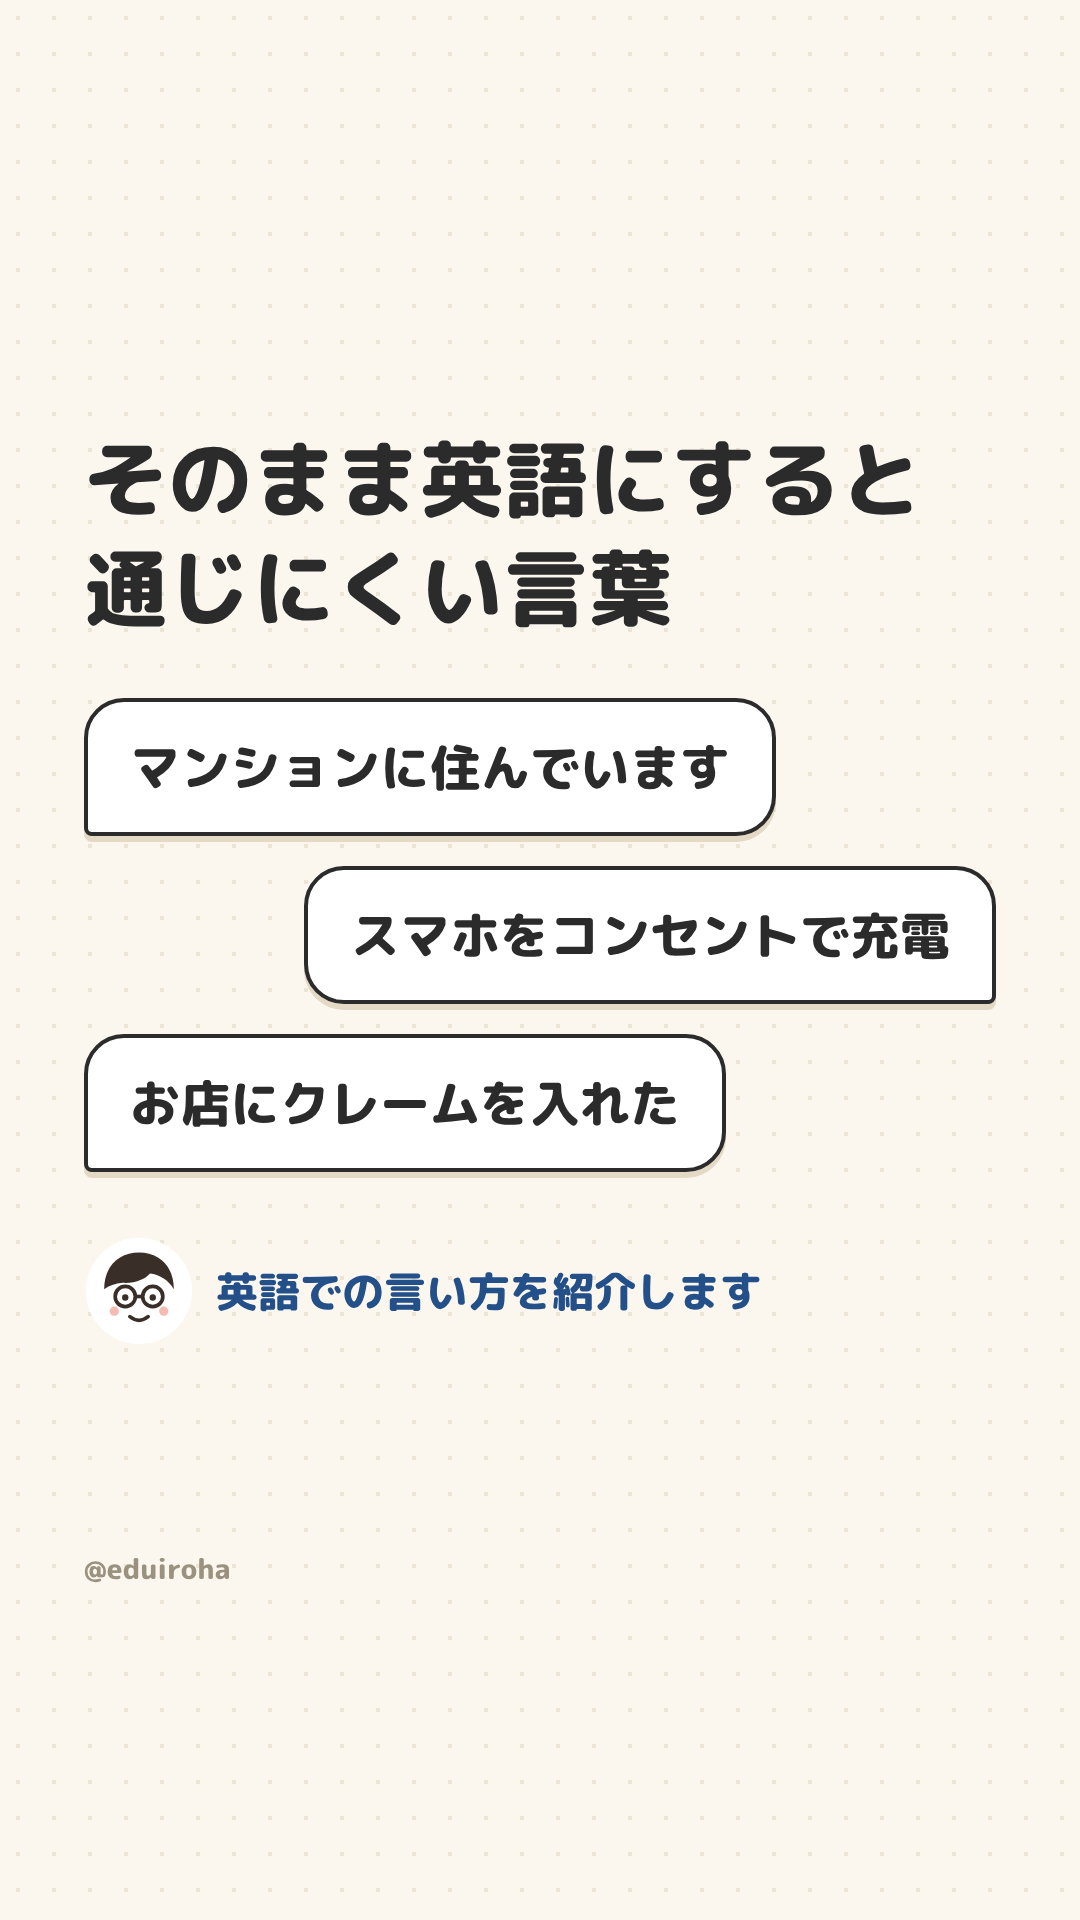 そのまま英語にすると
通じにくい言葉
マンションに住んでいます
スマホをコンセントで充電
お店にクレームを入れた
英語での言い方を紹介します
@eduiroha